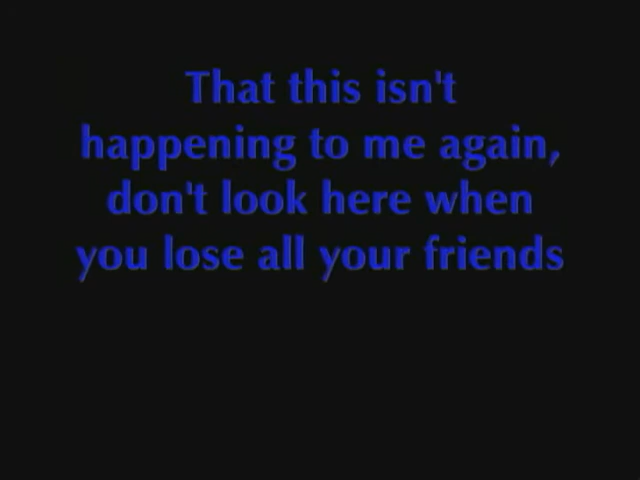 That this isn't
happening to me again,
don't look here when
you lose all your friends